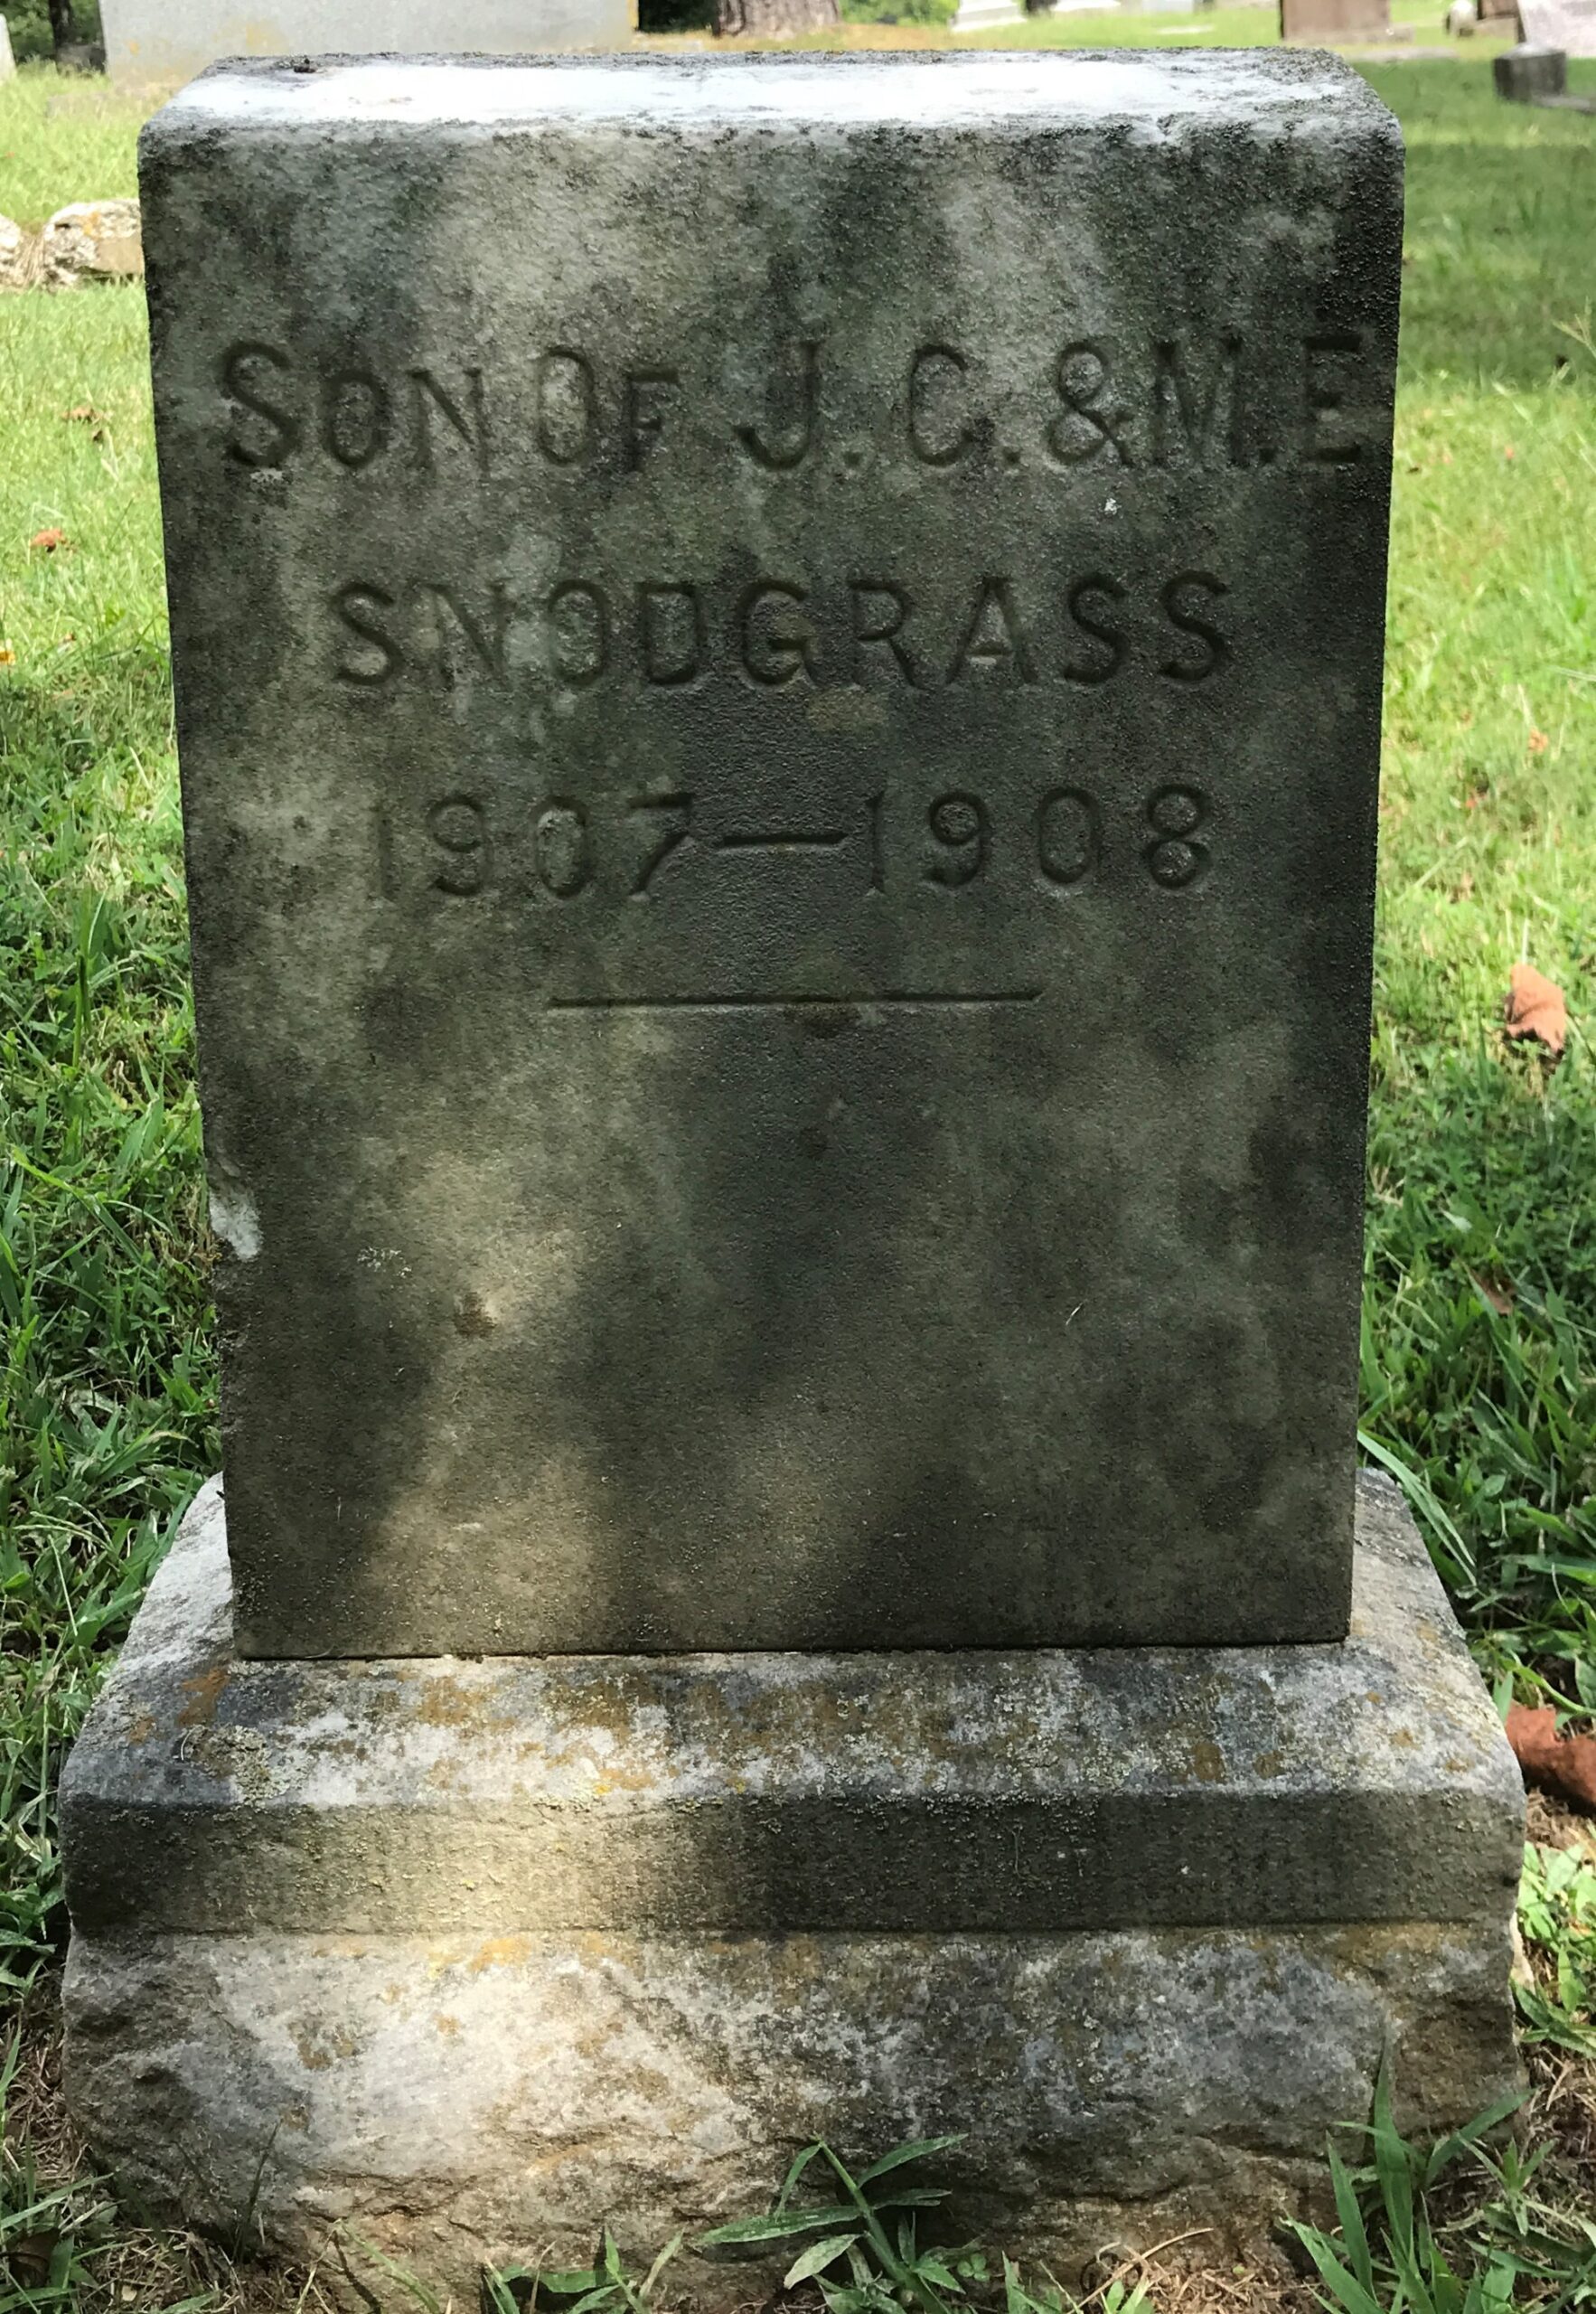 SON OF J. C. & M. E
SNODGRASS
1907—1908